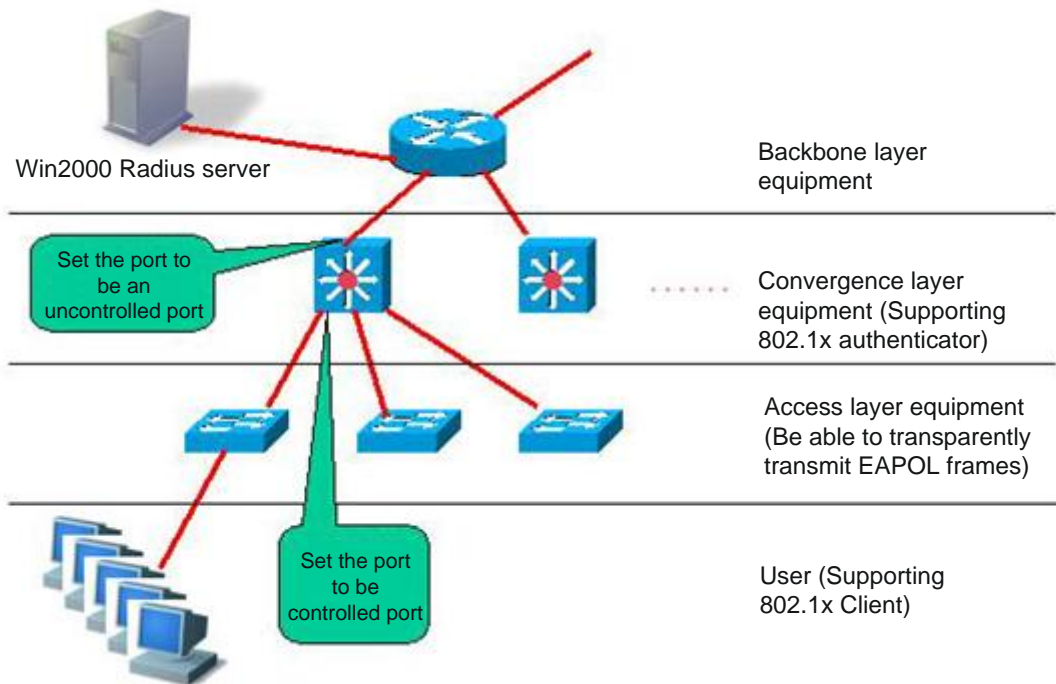 Win2000 Radius server
Backbone layer
equipment
Set the port to
be an
uncontrolled port
Convergence layer
equipment (Supporting
802.1x authenticator)
Access layer equipment
(Be able to transparently
transmit EAPOL frames)
Set the port
to be
controlled port
User (Supporting
802.1x Client)